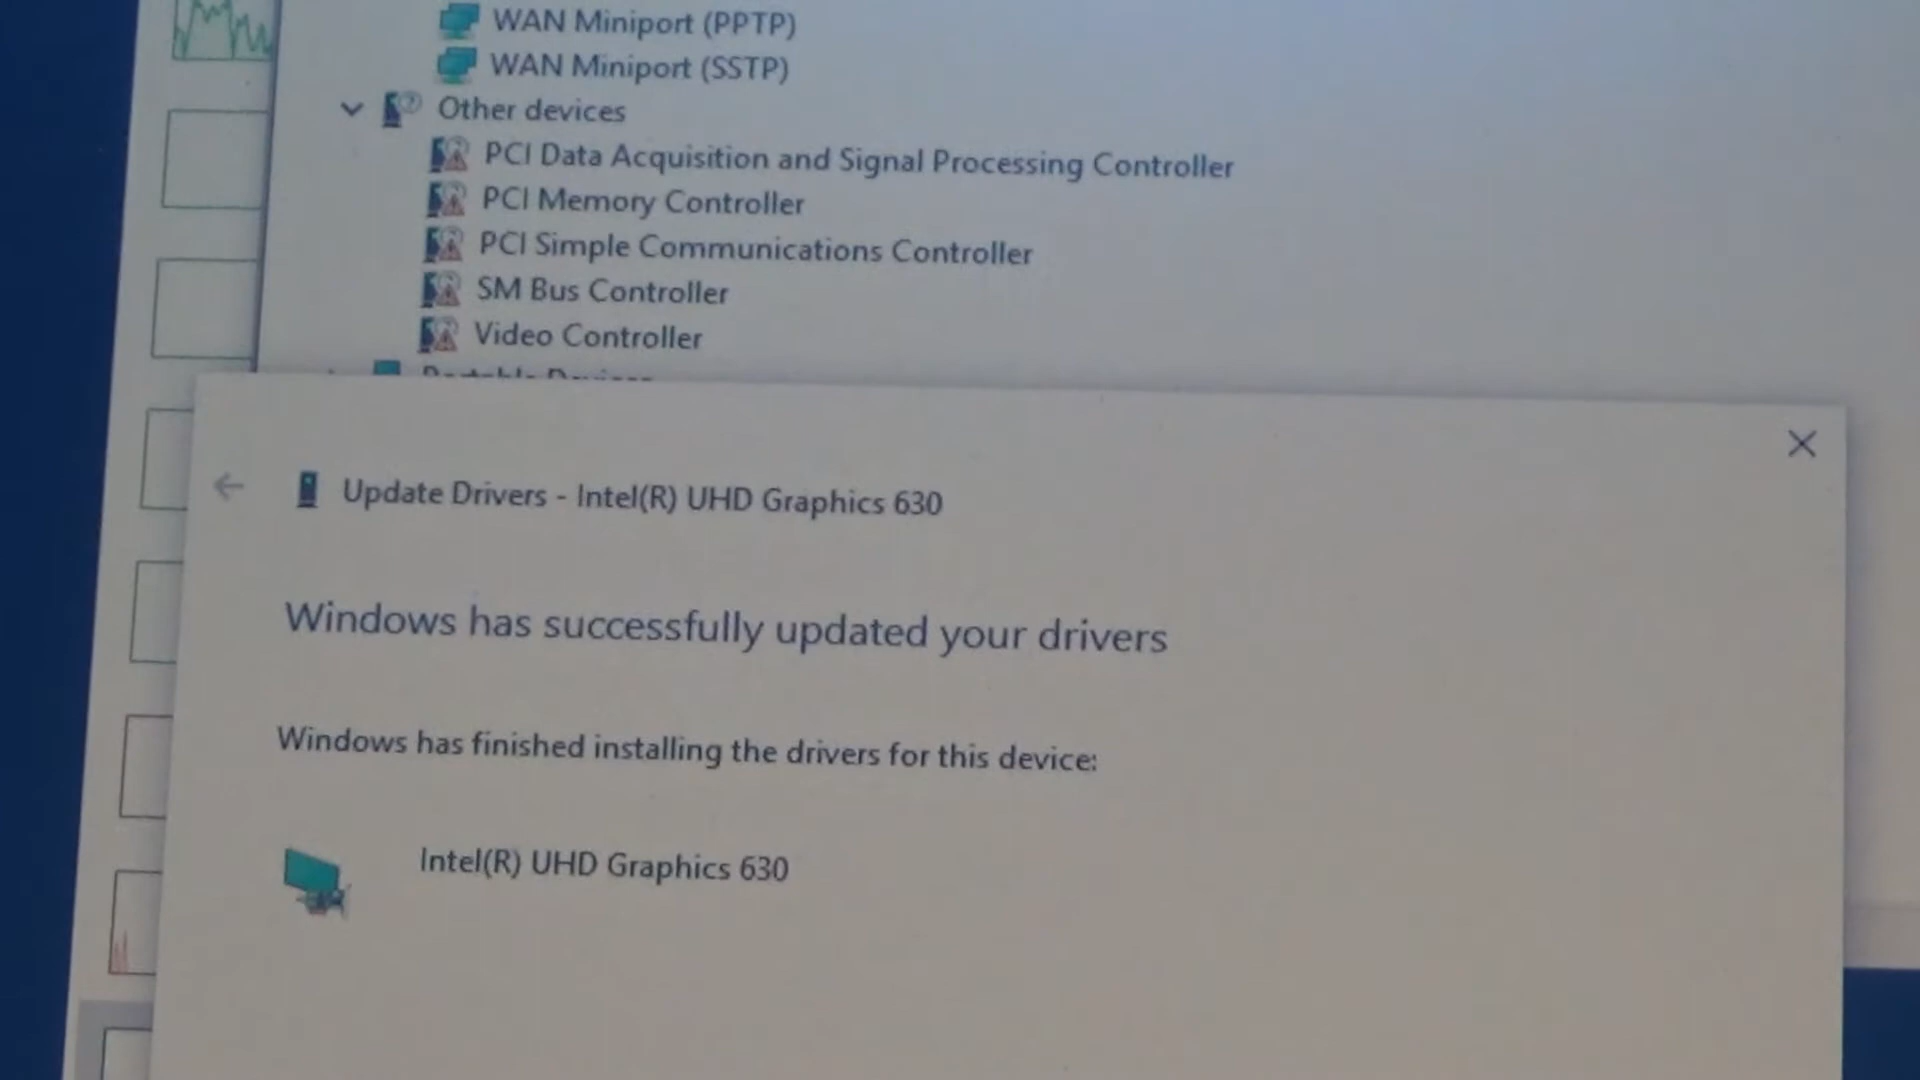 WAN Miniport (PPTP)
WAN Miniport (SSTP)
Other devices
PCI Data Acquisition and Signal Processing Controller
PCI Memory Controller
PCI Simple Communications Controller
SM Bus Controller
Video Controller
Portable Devices
Update Drivers - Intel(R) UHD Graphics 630
Windows has successfully updated your drivers
Windows has finished installing the drivers for this device:
Intel(R) UHD Graphics 630